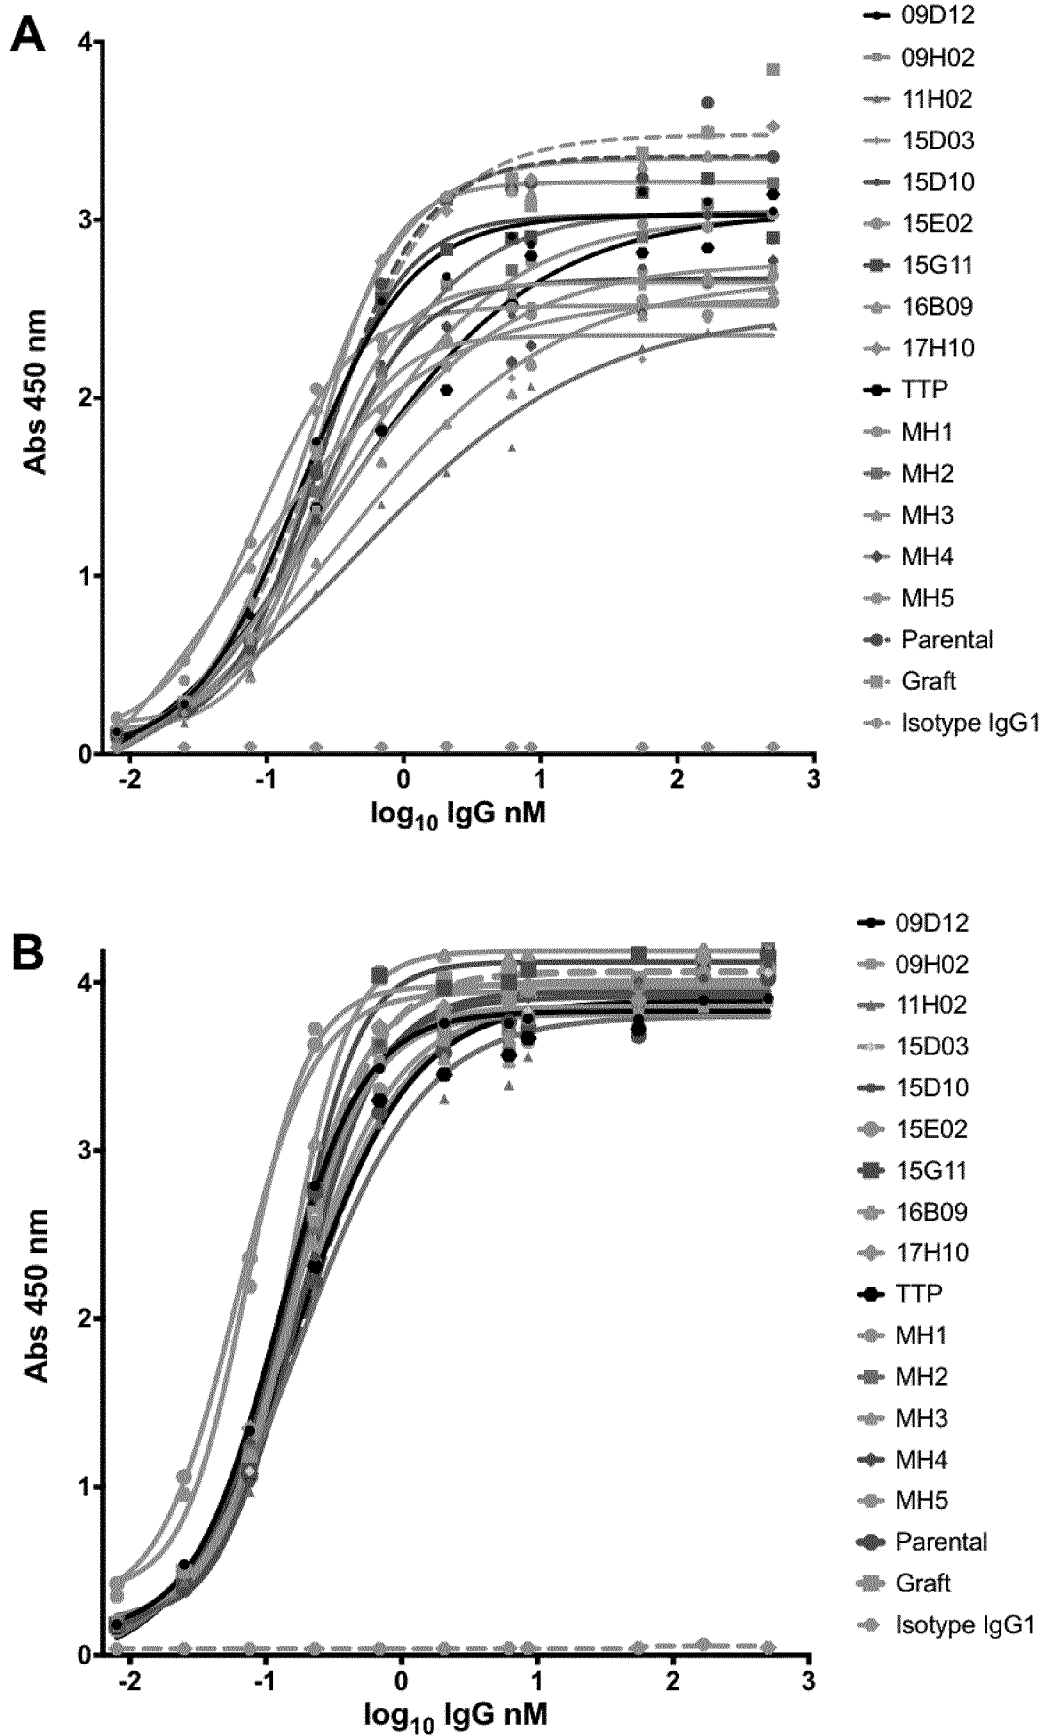 A
4
3
2
1
0
-2 -1 0 1 2 3
Abs 450 nm
log10 IgG nM
09D12
09H02
11H02
15D03
15D10
15E02
15G11
16B09
17H10
TTP
MH1
MH2
MH3
MH4
MH5
Parental
Graft
Isotype IgG1
B
4
3
2
1
0
-2 -1 0 1 2 3
Abs 450 nm
log10 IgG nM
09D12
09H02
11H02
15D03
15D10
15E02
15G11
16B09
17H10
TTP
MH1
MH2
MH3
MH4
MH5
Parental
Graft
Isotype IgG1